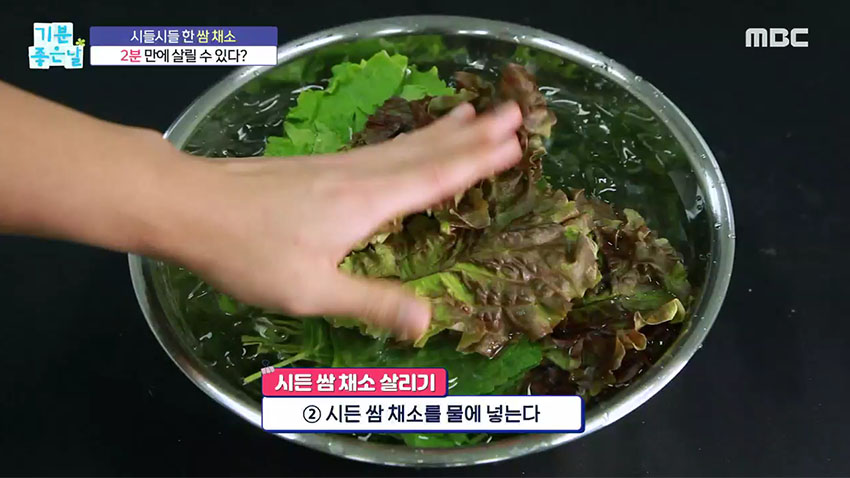 기분
좋은날
시들시들 한 쌈 채소
2분 만에 살릴 수 있다?
MBC
시든 쌈 채소 살리기
② 시든 쌈 채소를 물에 넣는다